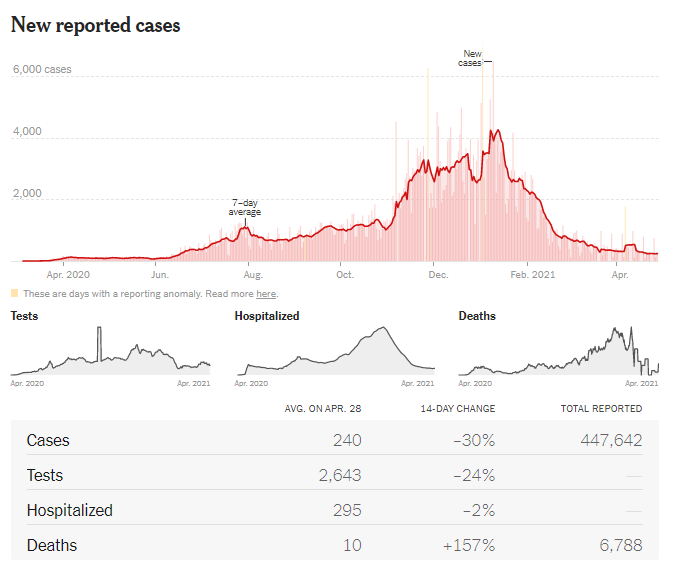 New reported cases
New
cases
6,000 cases
4,000
2,000
7–day
average
Apr. 2020 Jun. Aug. Oct. Dec. Feb. 2021 Apr.
These are days with a reporting anomaly. Read more here.
Tests Hospitalized Deaths
Apr. 2020 Apr. 2021 Apr. 2020 Apr. 2021 Apr. 2020 Apr. 2021
AVG. ON APR. 28 14-DAY CHANGE TOTAL REPORTED
Cases 240 –30% 447,642
Tests 2,643 –24% —
Hospitalized 295 –2% —
Deaths 10 +157% 6,788